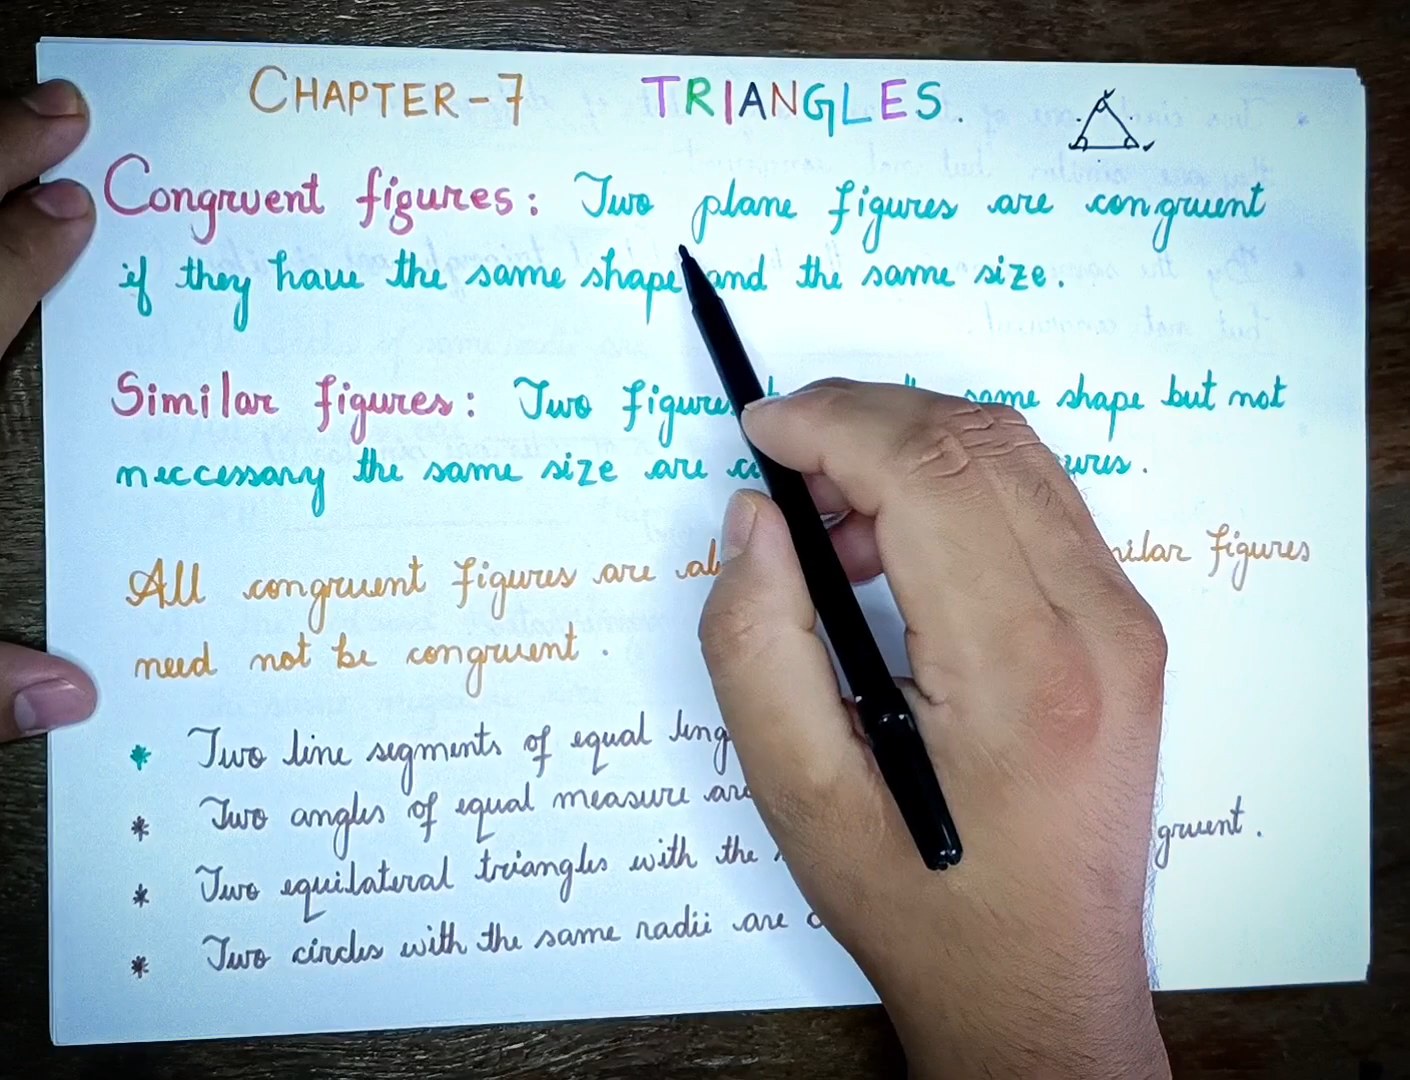 CHAPTER-7 TRIANGLES.
Congruent figures: Two plane figures are congruent
if they have the same shape and the same size.
Similar figures: Two figures same shape but not
neccessary the same size are
All congruent figures are figures
need not be congruent.
* Two line segments of equal
* Two angles of equal measure are
* Two equilateral triangles with the
* Two circles with the same radii are